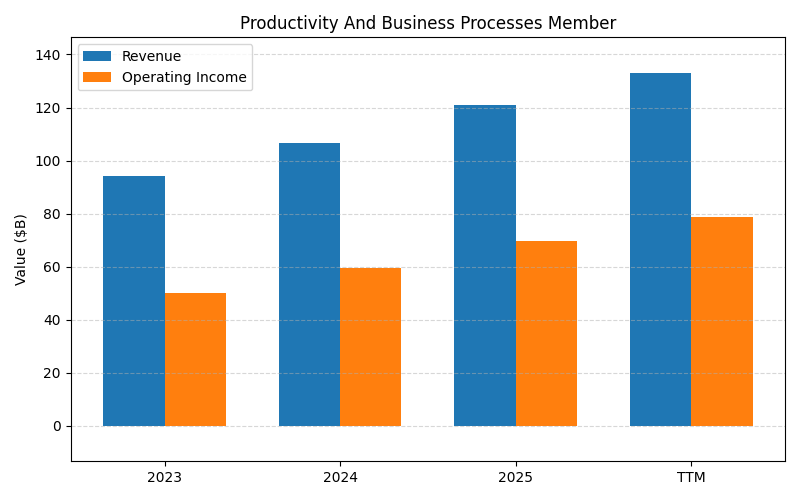 Productivity And Business Processes Member
Revenue
Operating Income
Value ($B)
140
120
100
80
60
40
20
0
2023
2024
2025
TTM